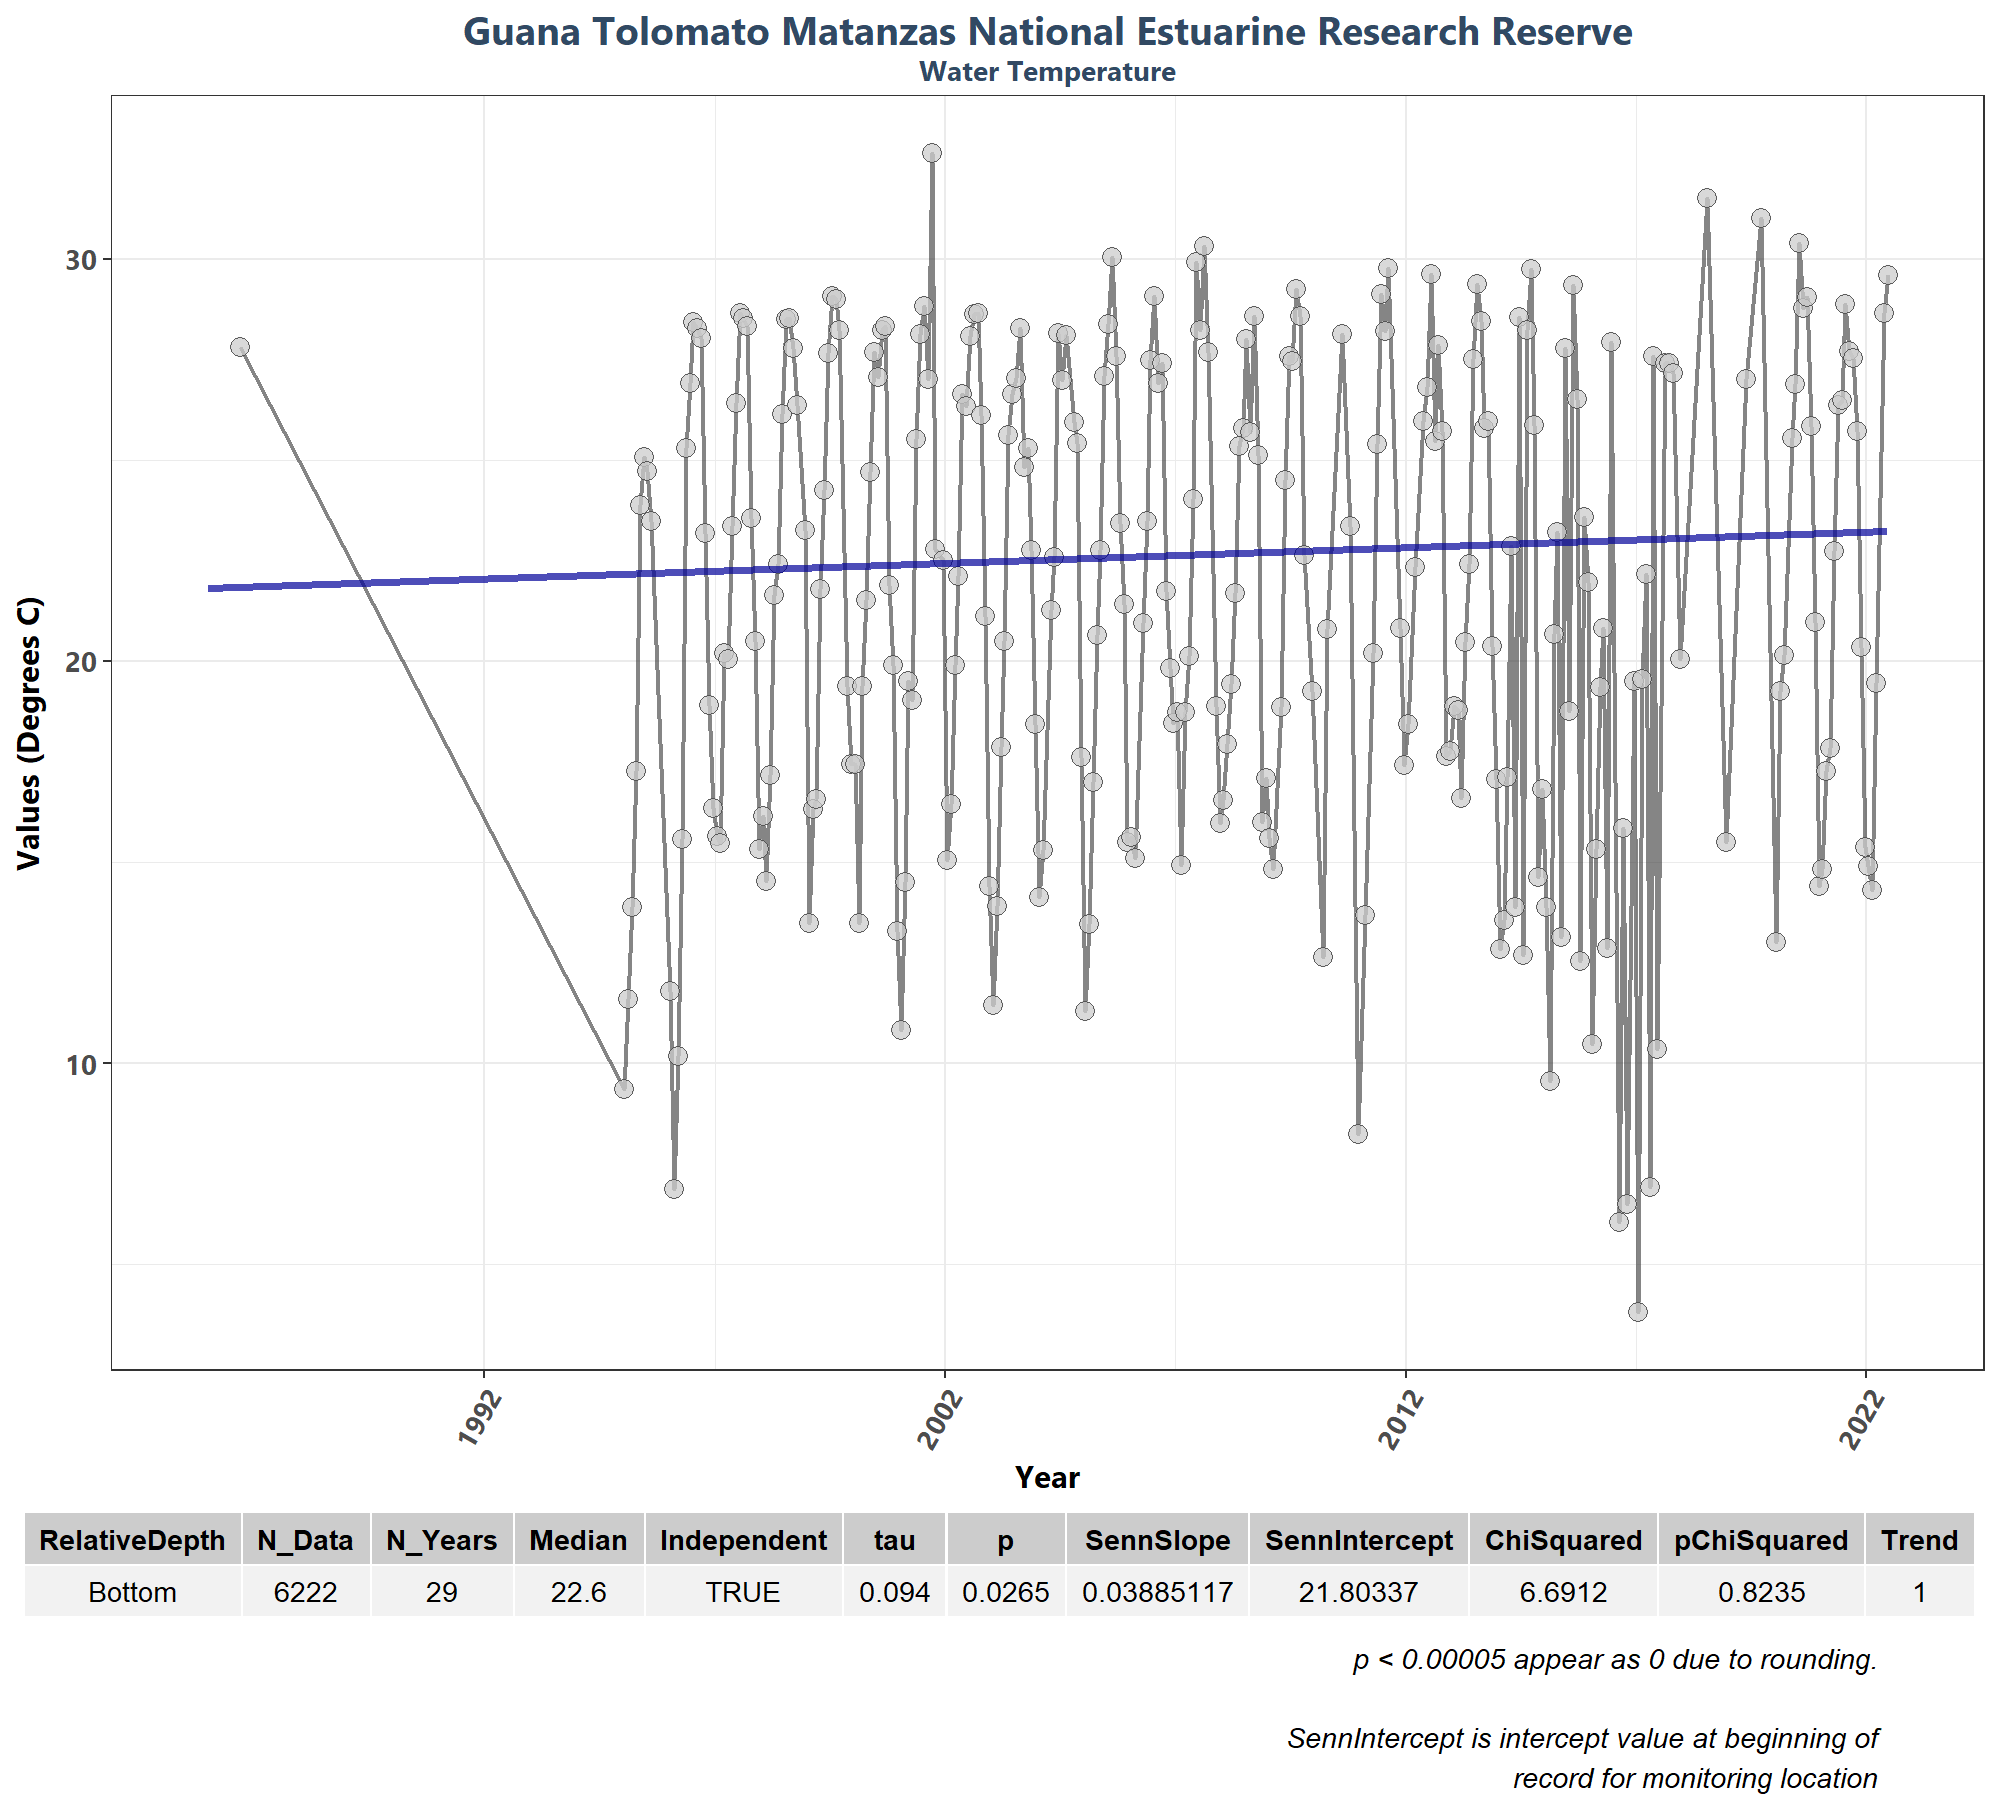 Guana Tolomato Matanzas National Estuarine Research Reserve
Water Temperature
Values (Degrees C)
30
20
10
1992
2002
2012
2022
Year
RelativeDepth N_Data N_Years Median Independent tau p SennSlope SennIntercept ChiSquared pChiSquared Trend
Bottom 6222 29 22.6 TRUE 0.094 0.0265 0.03885117 21.80337 6.6912 0.8235 1
p < 0.00005 appear as 0 due to rounding.
SennIntercept is intercept value at beginning of
record for monitoring location